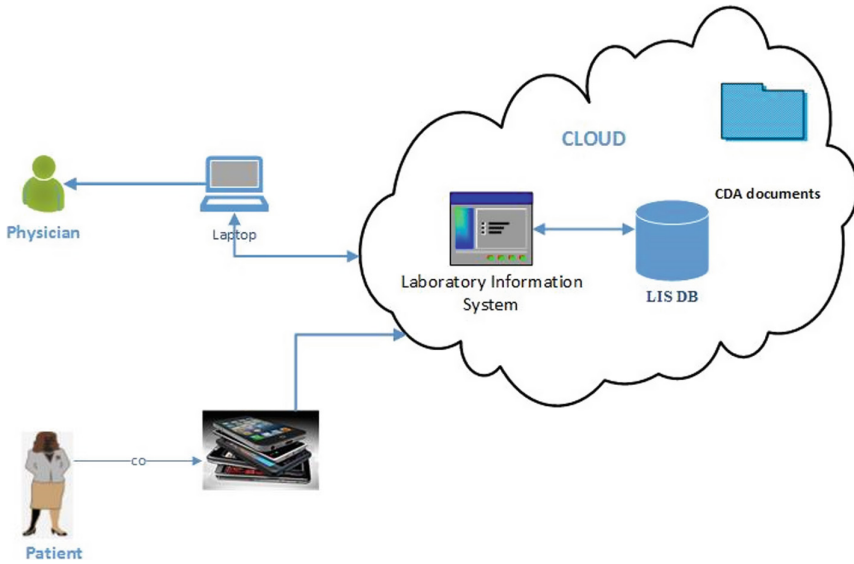 CLOUD
CDA documents
Physician
Laptop
Laboratory Information
System
LIS DB
co
Patient